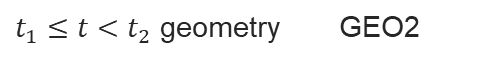 t₁ ≤ t < t₂ geometry GEO2